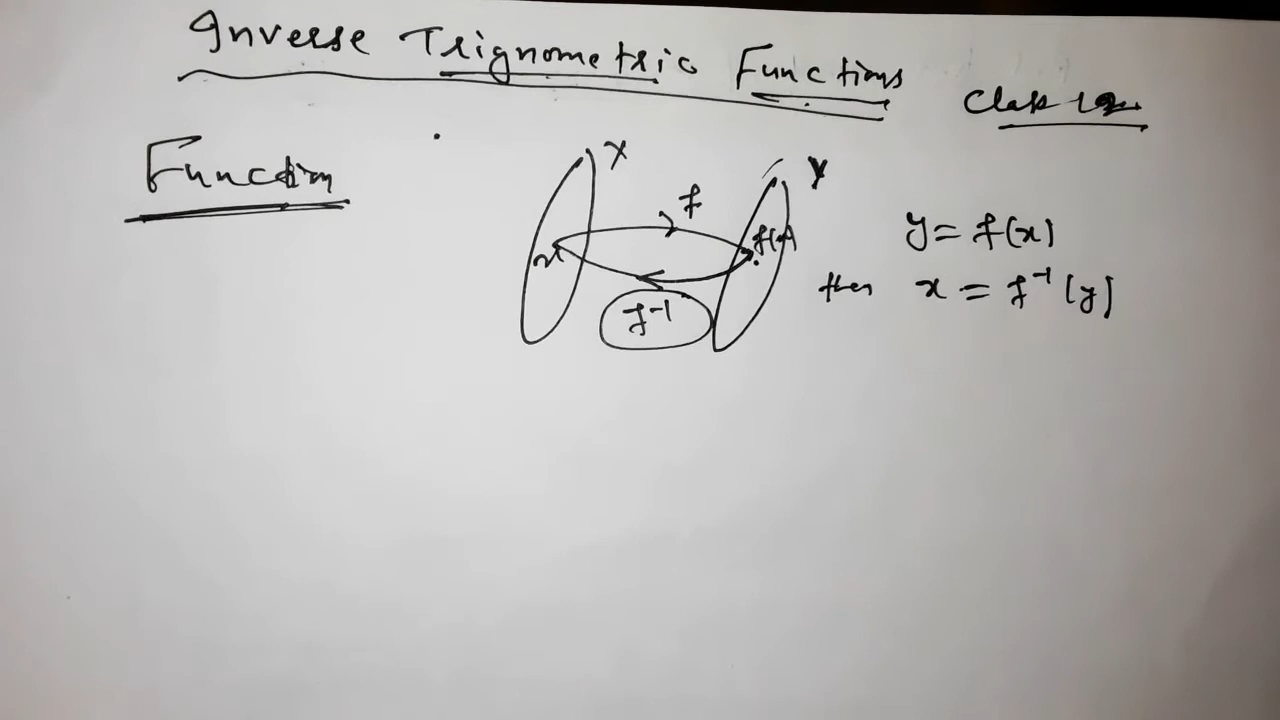 Inverse Trignometric Functions
Class 12
Function
X
Y
f
x
f(x)
f⁻¹
y = f(x)
then x = f⁻¹(y)